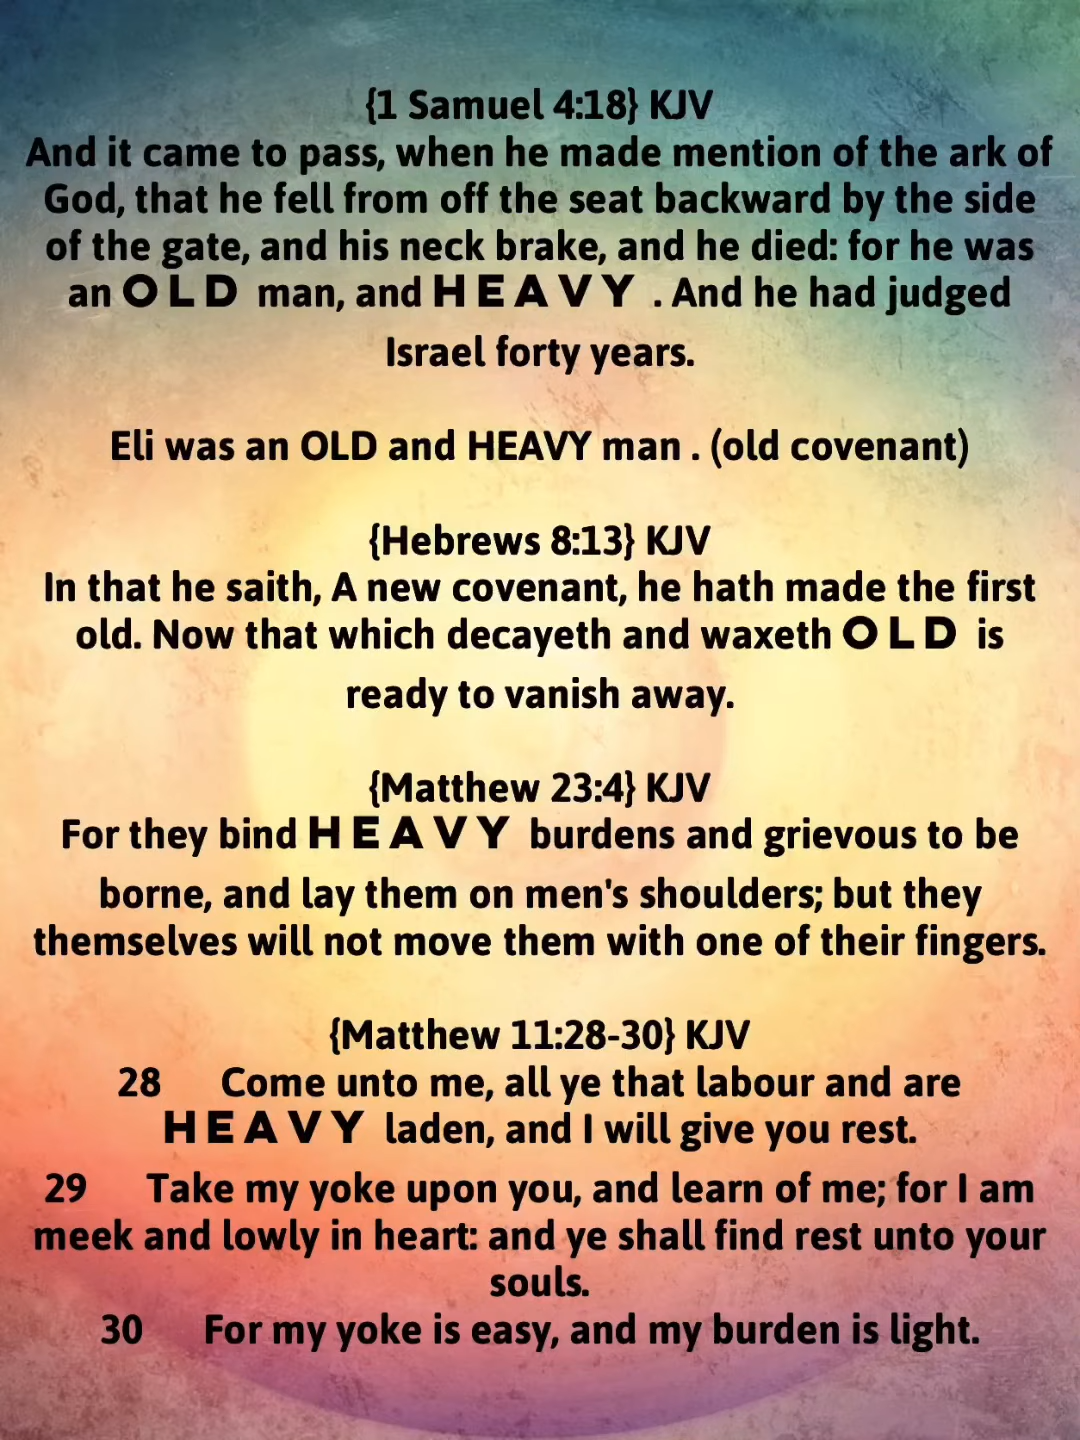 {1 Samuel 4:18} KJV
And it came to pass, when he made mention of the ark of
God, that he fell from off the seat backward by the side
of the gate, and his neck brake, and he died: for he was
an OLD man, and HEAVY . And he had judged
Israel forty years.
Eli was an OLD and HEAVY man . (old covenant)
{Hebrews 8:13} KJV
In that he saith, A new covenant, he hath made the first
old. Now that which decayeth and waxeth OLD is
ready to vanish away.
{Matthew 23:4} KJV
For they bind HEAVY burdens and grievous to be
borne, and lay them on men's shoulders; but they
themselves will not move them with one of their fingers.
{Matthew 11:28-30} KJV
28 Come unto me, all ye that labour and are
HEAVY laden, and I will give you rest.
29 Take my yoke upon you, and learn of me; for I am
meek and lowly in heart: and ye shall find rest unto your
souls.
30 For my yoke is easy, and my burden is light.